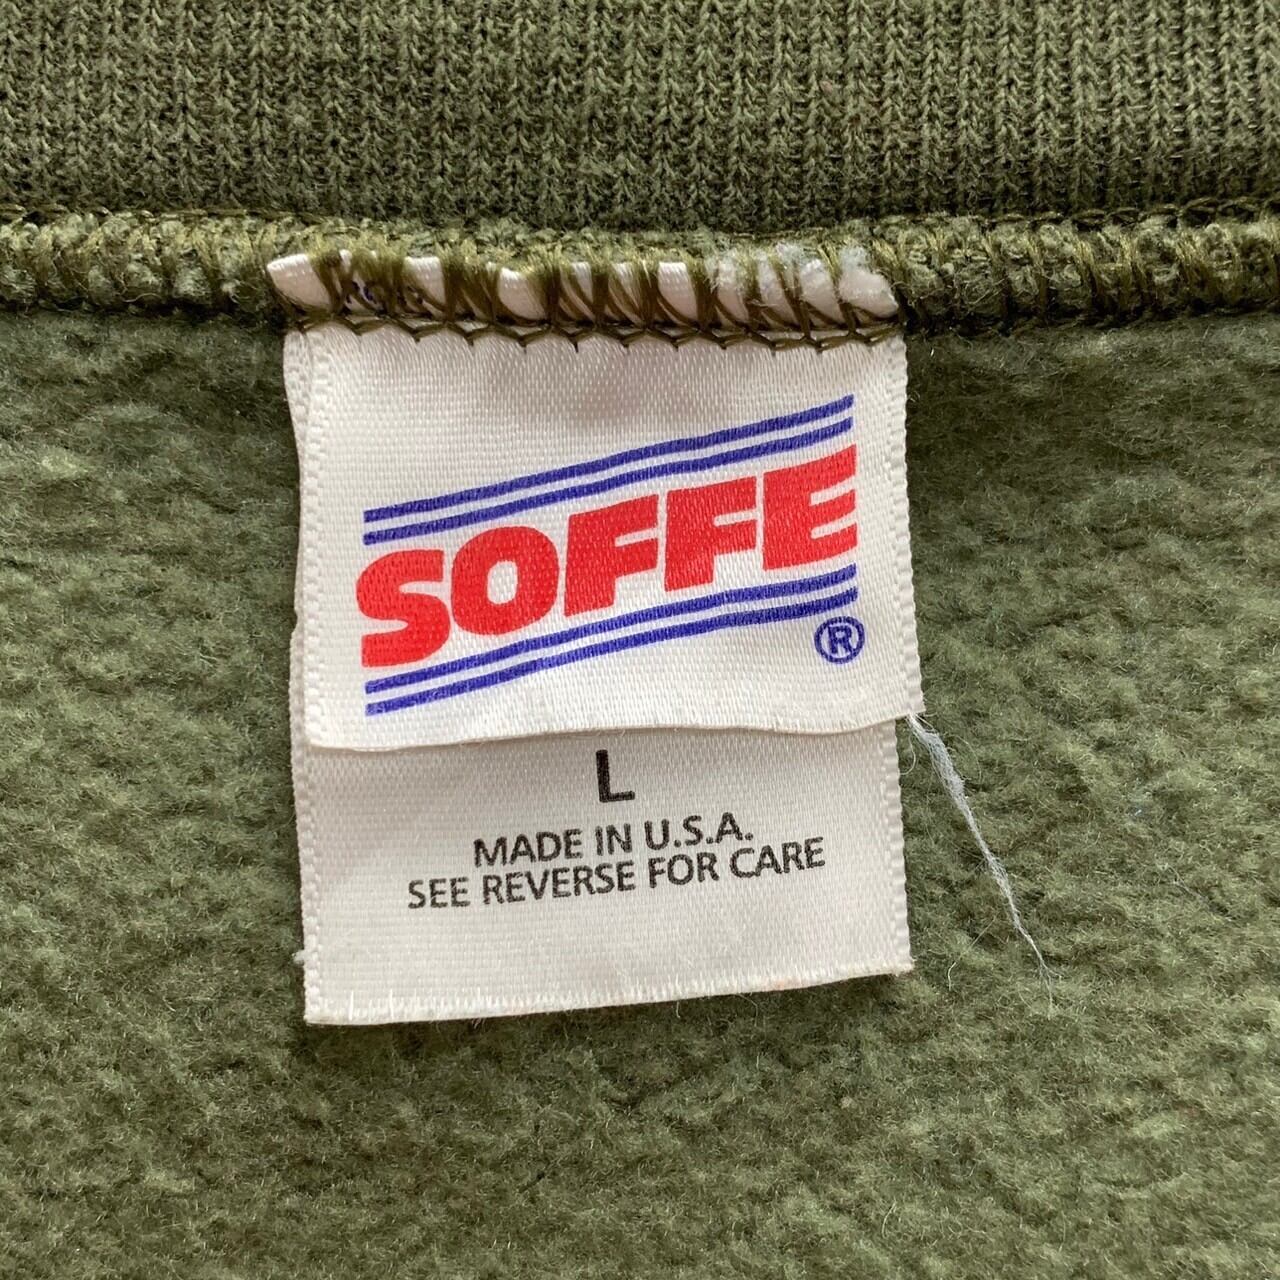 SOFFE
®
L
MADE IN U.S.A.
SEE REVERSE FOR CARE